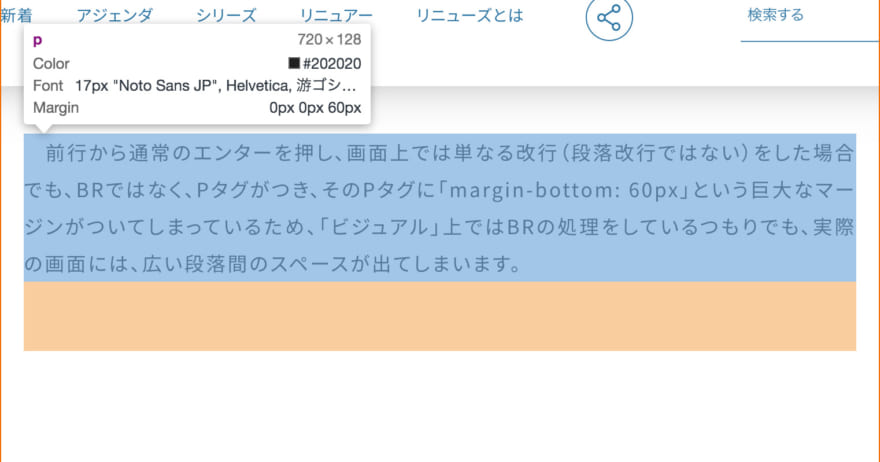 新着 アジェンダ シリーズ リニュアー リニューズとは 検索する
p 720 × 128
Color #202020
Font 17px "Noto Sans JP", Helvetica, 游ゴシ…
Margin 0px 0px 60px
前行から通常のエンターを押し、画面上では単なる改行（段落改行ではない）をした場合
でも、BRではなく、Pタグがつき、そのPタグに「margin-bottom: 60px」という巨大なマー
ジンがついてしまっているため、「ビジュアル」上ではBRの処理をしているつもりでも、実際
の画面には、広い段落間のスペースが出てしまいます。